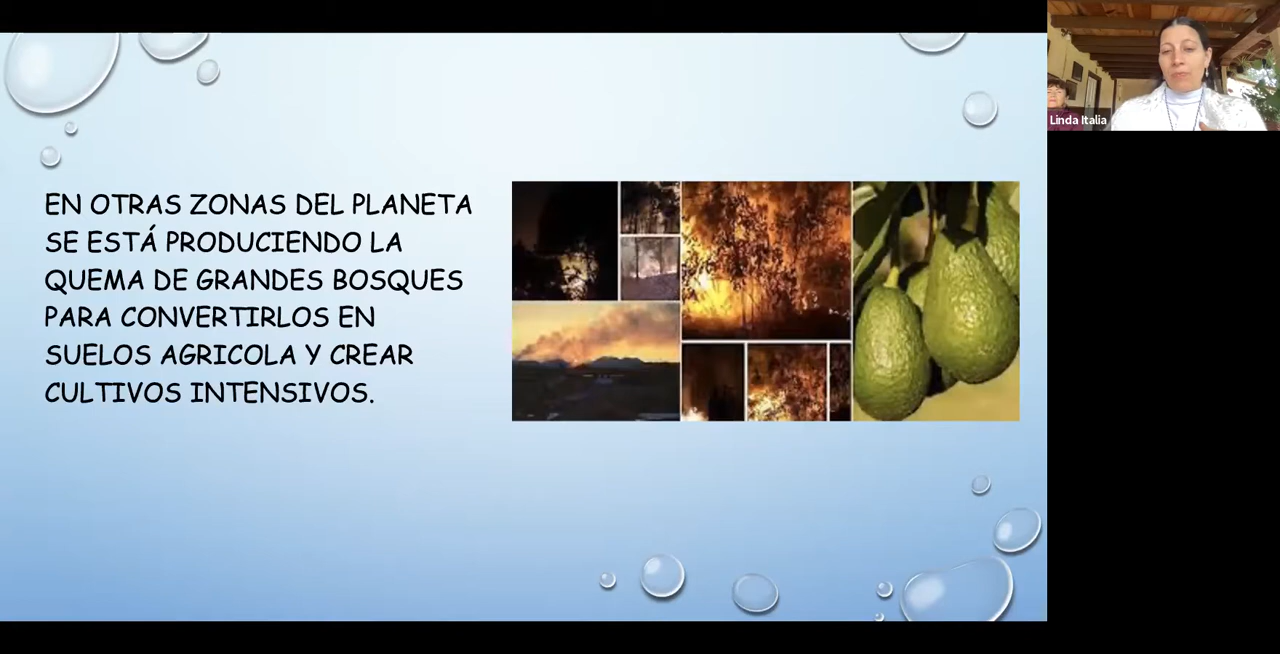 EN OTRAS ZONAS DEL PLANETA
SE ESTÁ PRODUCIENDO LA
QUEMA DE GRANDES BOSQUES
PARA CONVERTIRLOS EN
SUELOS AGRICOLA Y CREAR
CULTIVOS INTENSIVOS.
Linda Italia